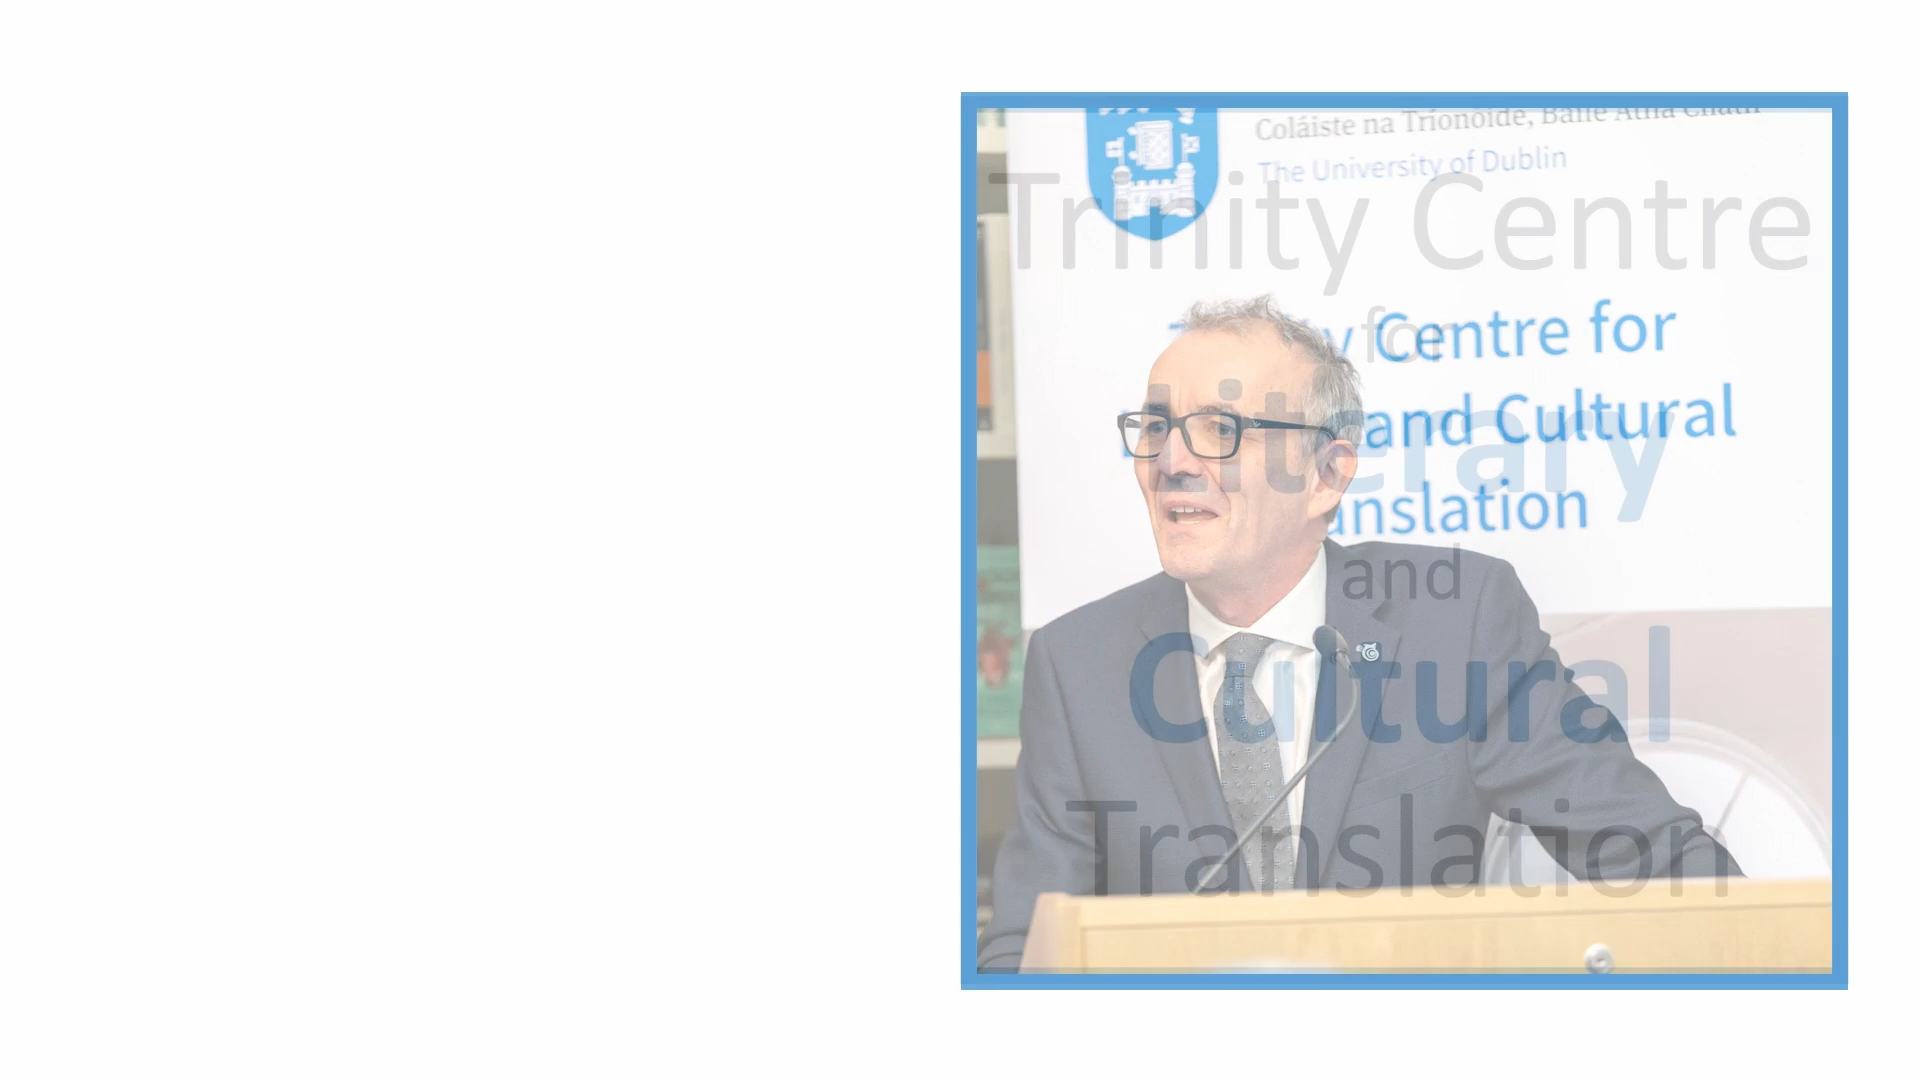 Coláiste na Tríonóide, Baile Átha Cliath
The University of Dublin
Trinity Centre
for
Literary
and
Cultural
Translation
Centre for
and Cultural
anslation